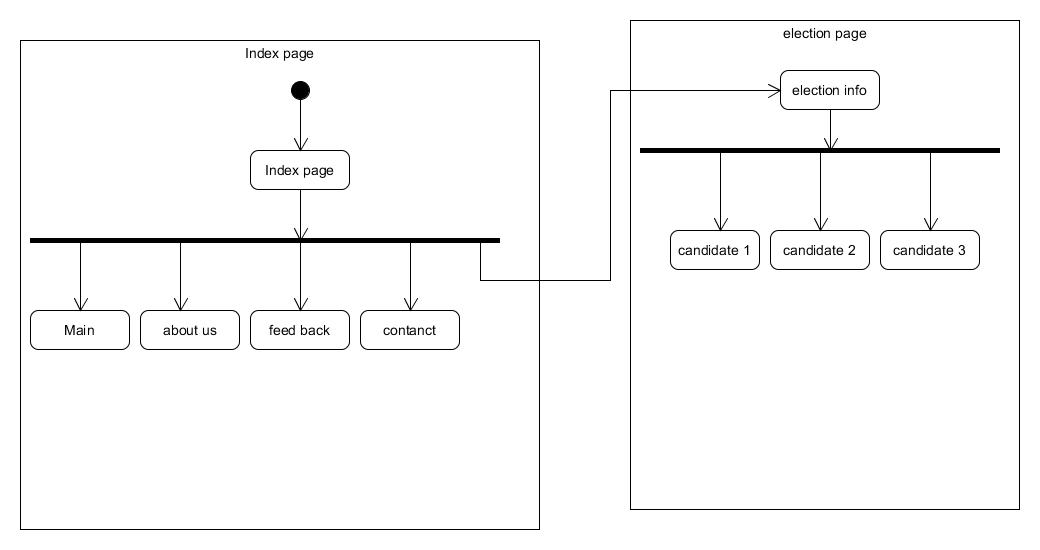 Index page
Index page
Main
about us
feed back
contanct
election page
election info
candidate 1
candidate 2
candidate 3